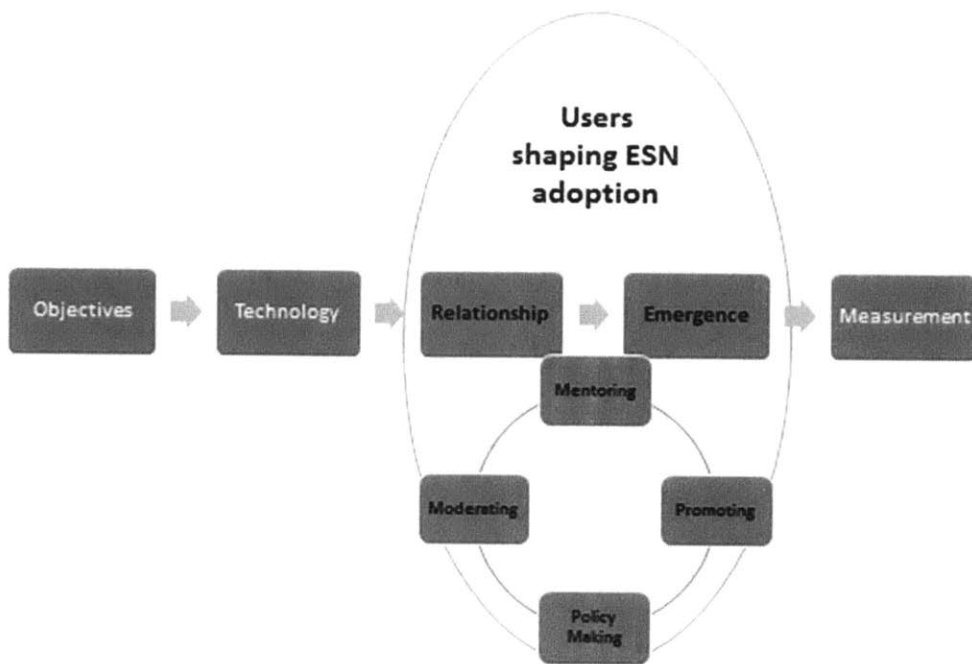 Users
shaping ESN
adoption
Objectives
Technology
Relationship
Emergence
Measurement
Mentoring
Moderating
Promoting
Policy
Making